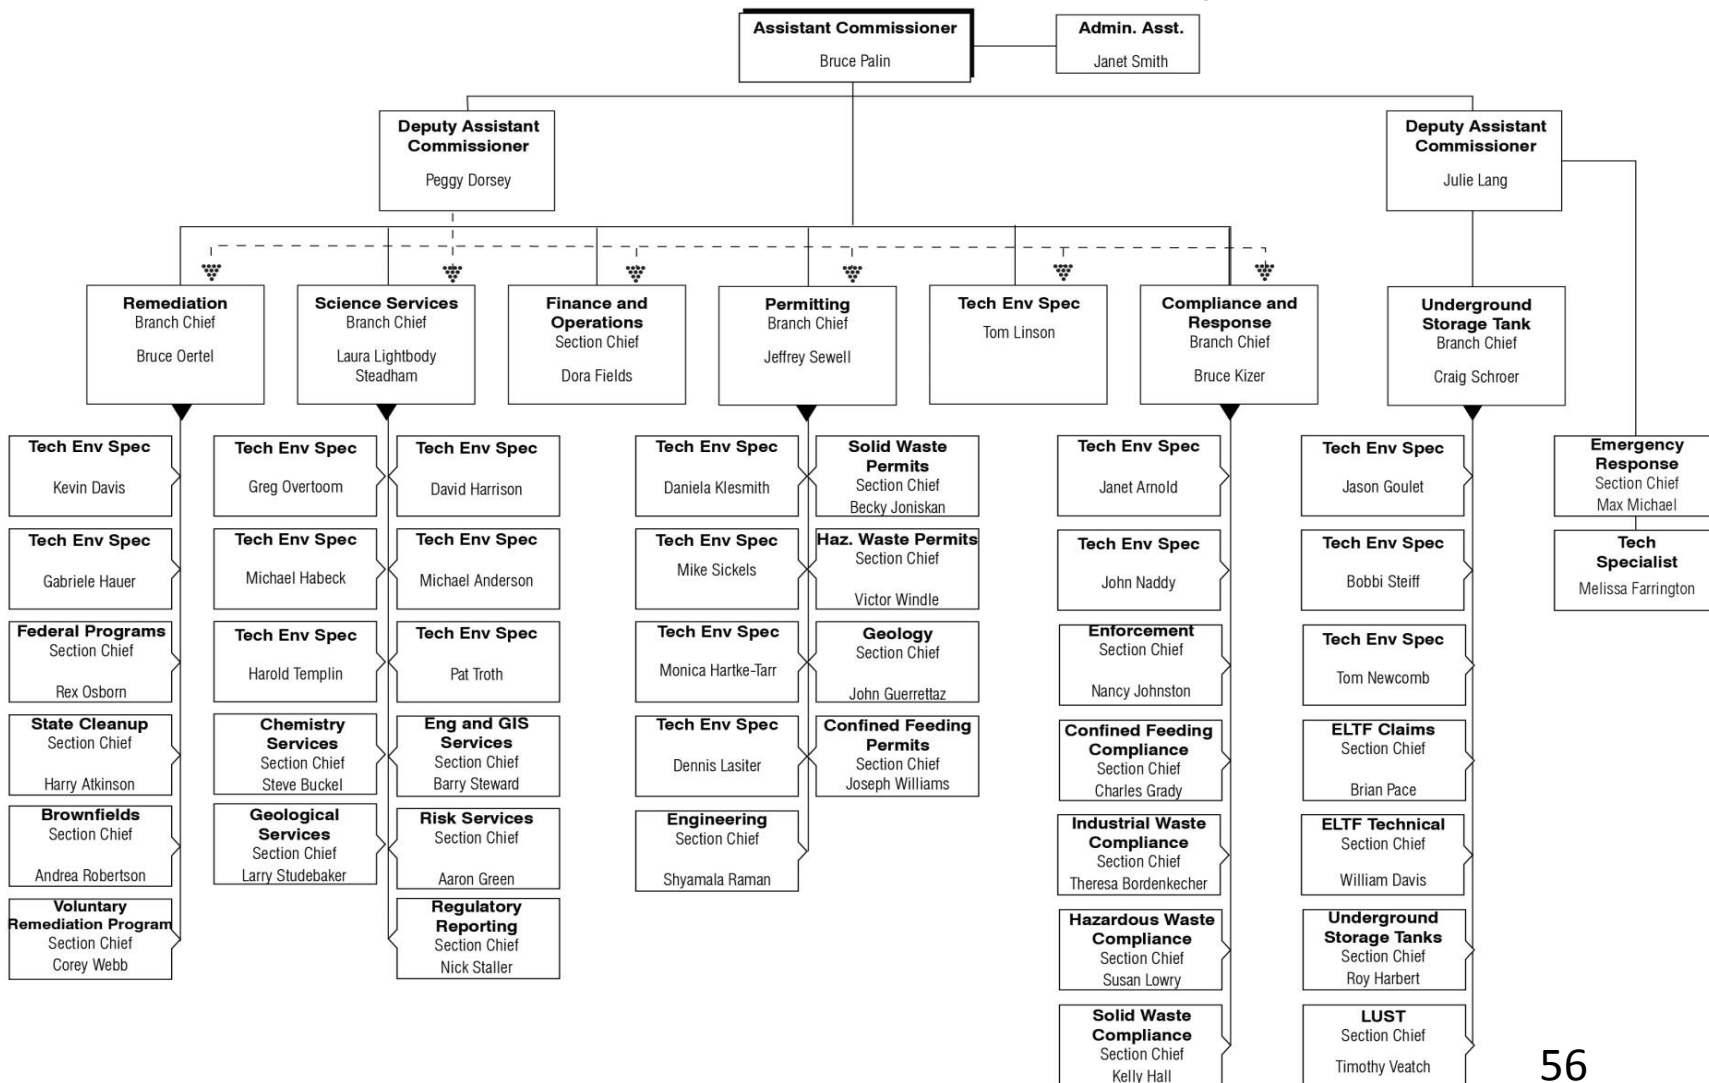 Assistant Commissioner
Bruce Palin
Admin. Asst.
Janet Smith
Deputy Assistant
Commissioner
Peggy Dorsey
Deputy Assistant
Commissioner
Julie Lang
Remediation
Branch Chief
Bruce Oertel
Science Services
Branch Chief
Laura Lightbody
Steadham
Finance and
Operations
Section Chief
Dora Fields
Permitting
Branch Chief
Jeffrey Sewell
Tech Env Spec
Tom Linson
Compliance and
Response
Branch Chief
Bruce Kizer
Underground
Storage Tank
Branch Chief
Craig Schroer
Tech Env Spec
Kevin Davis
Tech Env Spec
Gabriele Hauer
Federal Programs
Section Chief
Rex Osborn
State Cleanup
Section Chief
Harry Atkinson
Brownfields
Section Chief
Andrea Robertson
Voluntary
Remediation Program
Section Chief
Corey Webb
Tech Env Spec
Greg Overtoom
Tech Env Spec
Michael Habeck
Tech Env Spec
Harold Templin
Chemistry
Services
Section Chief
Steve Buckel
Geological
Services
Section Chief
Larry Studebaker
Tech Env Spec
David Harrison
Tech Env Spec
Michael Anderson
Tech Env Spec
Pat Troth
Eng and GIS
Services
Section Chief
Barry Steward
Risk Services
Section Chief
Aaron Green
Regulatory
Reporting
Section Chief
Nick Staller
Tech Env Spec
Daniela Klesmith
Tech Env Spec
Mike Sickels
Tech Env Spec
Monica Hartke-Tarr
Tech Env Spec
Dennis Lasiter
Engineering
Section Chief
Shyamala Raman
Solid Waste
Permits
Section Chief
Becky Joniskan
Haz. Waste Permits
Section Chief
Victor Windle
Geology
Section Chief
John Guerrettaz
Confined Feeding
Permits
Section Chief
Joseph Williams
Tech Env Spec
Janet Arnold
Tech Env Spec
John Naddy
Enforcement
Section Chief
Nancy Johnston
Confined Feeding
Compliance
Section Chief
Charles Grady
Industrial Waste
Compliance
Section Chief
Theresa Bordenkecher
Hazardous Waste
Compliance
Section Chief
Susan Lowry
Solid Waste
Compliance
Section Chief
Kelly Hall
Tech Env Spec
Jason Goulet
Tech Env Spec
Bobbi Steiff
Tech Env Spec
Tom Newcomb
ELTF Claims
Section Chief
Brian Pace
ELTF Technical
Section Chief
William Davis
Underground
Storage Tanks
Section Chief
Roy Harbert
LUST
Section Chief
Timothy Veatch
Emergency
Response
Section Chief
Max Michael
Tech
Specialist
Melissa Farrington
56